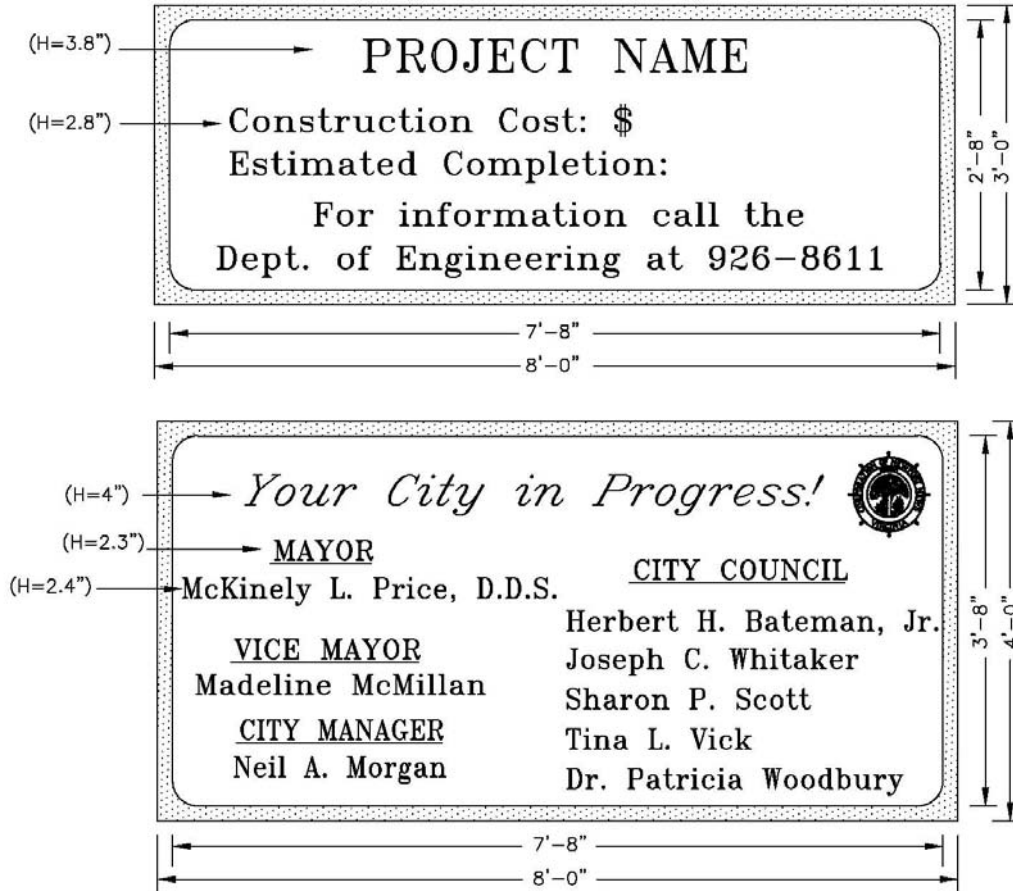 (H=3.8")
PROJECT NAME
(H=2.8")
Construction Cost: $
Estimated Completion:
For information call the
Dept. of Engineering at 926-8611
2'-8"
3'-0"
7'-8"
8'-0"
(H=4")
Your City in Progress!
(H=2.3")
MAYOR
(H=2.4")
McKinely L. Price, D.D.S.
VICE MAYOR
Madeline McMillan
CITY MANAGER
Neil A. Morgan
CITY COUNCIL
Herbert H. Bateman, Jr.
Joseph C. Whitaker
Sharon P. Scott
Tina L. Vick
Dr. Patricia Woodbury
VIRGINIA
3'-8"
4'-0"
7'-8"
8'-0"